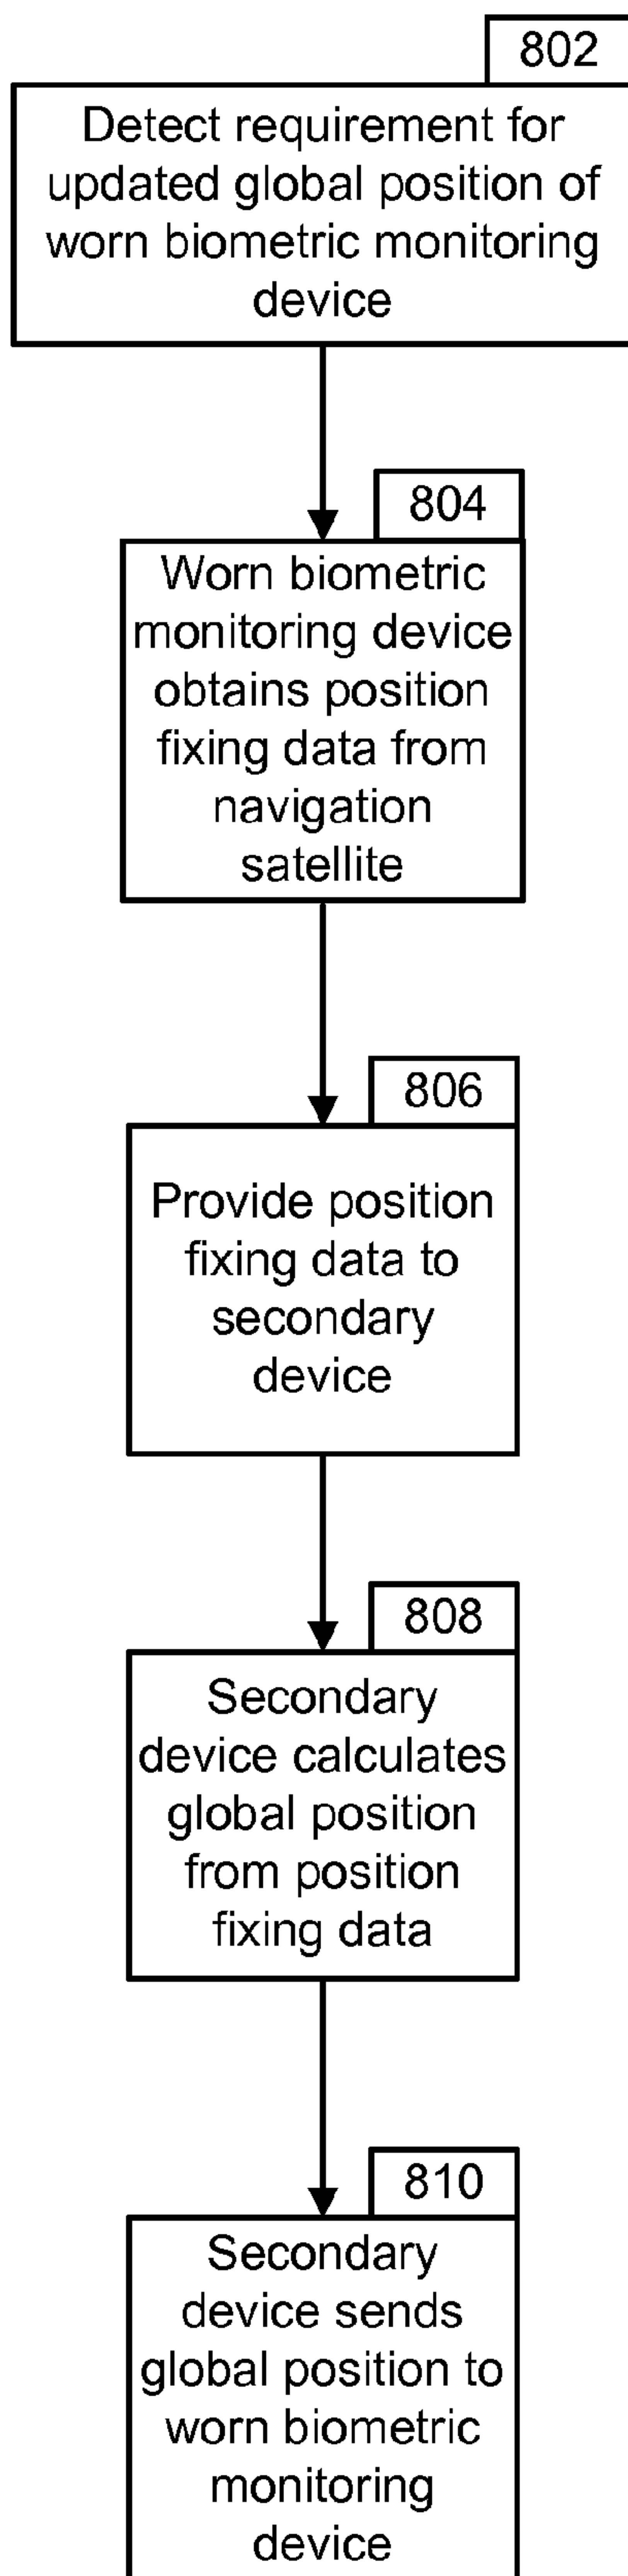 802
Detect requirement for
updated global position of
worn biometric monitoring
device
804
Worn biometric
monitoring device
obtains position
fixing data from
navigation
satellite
806
Provide position
fixing data to
secondary
device
808
Secondary
device calculates
global position
from position
fixing data
810
Secondary
device sends
global position to
worn biometric
monitoring
device